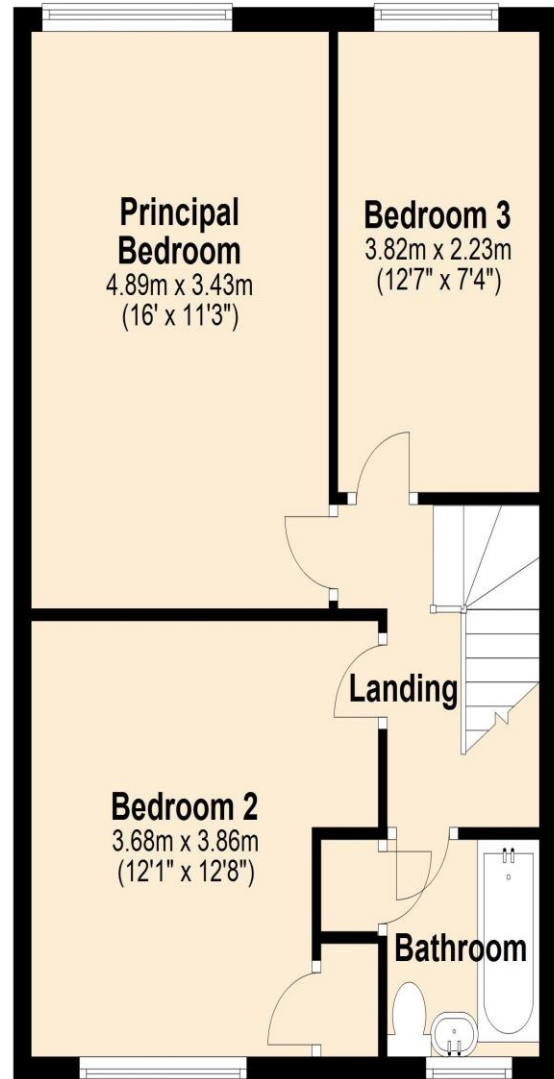 Principal
Bedroom
4.89m x 3.43m
(16' x 11'3")
Bedroom 3
3.82m x 2.23m
(12'7" x 7'4")
Landing
Bedroom 2
3.68m x 3.86m
(12'1" x 12'8")
Bathroom